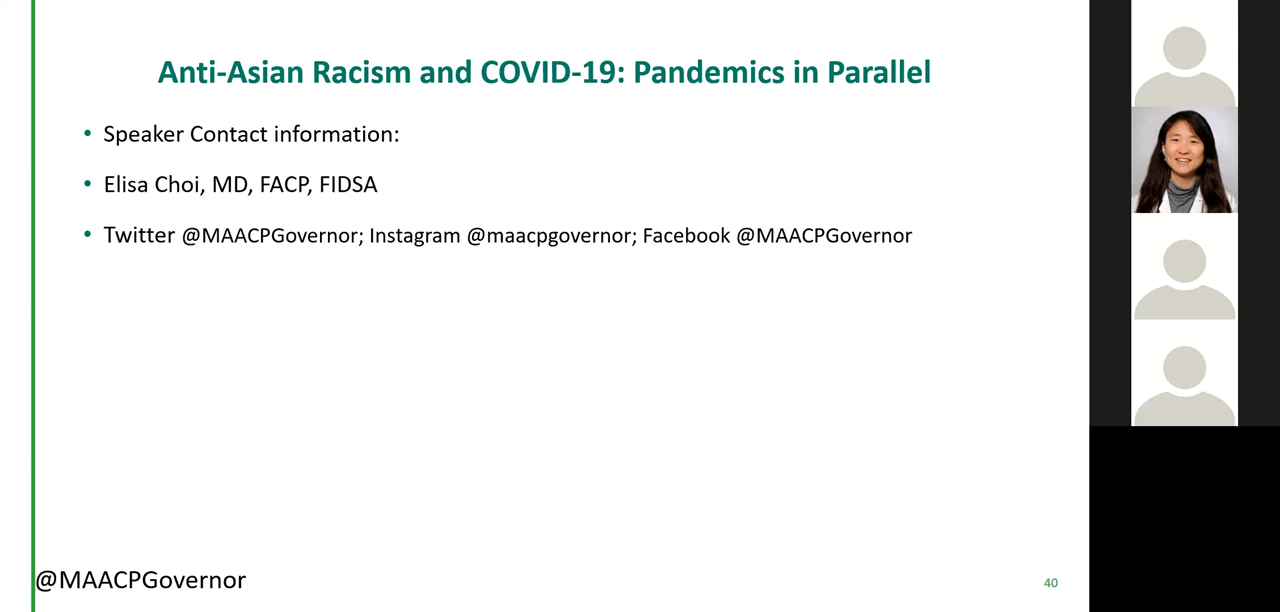 Anti-Asian Racism and COVID-19: Pandemics in Parallel
• Speaker Contact information:
• Elisa Choi, MD, FACP, FIDSA
• Twitter @MAACPGovernor; Instagram @maacpgovernor; Facebook @MAACPGovernor
@MAACPGovernor
40